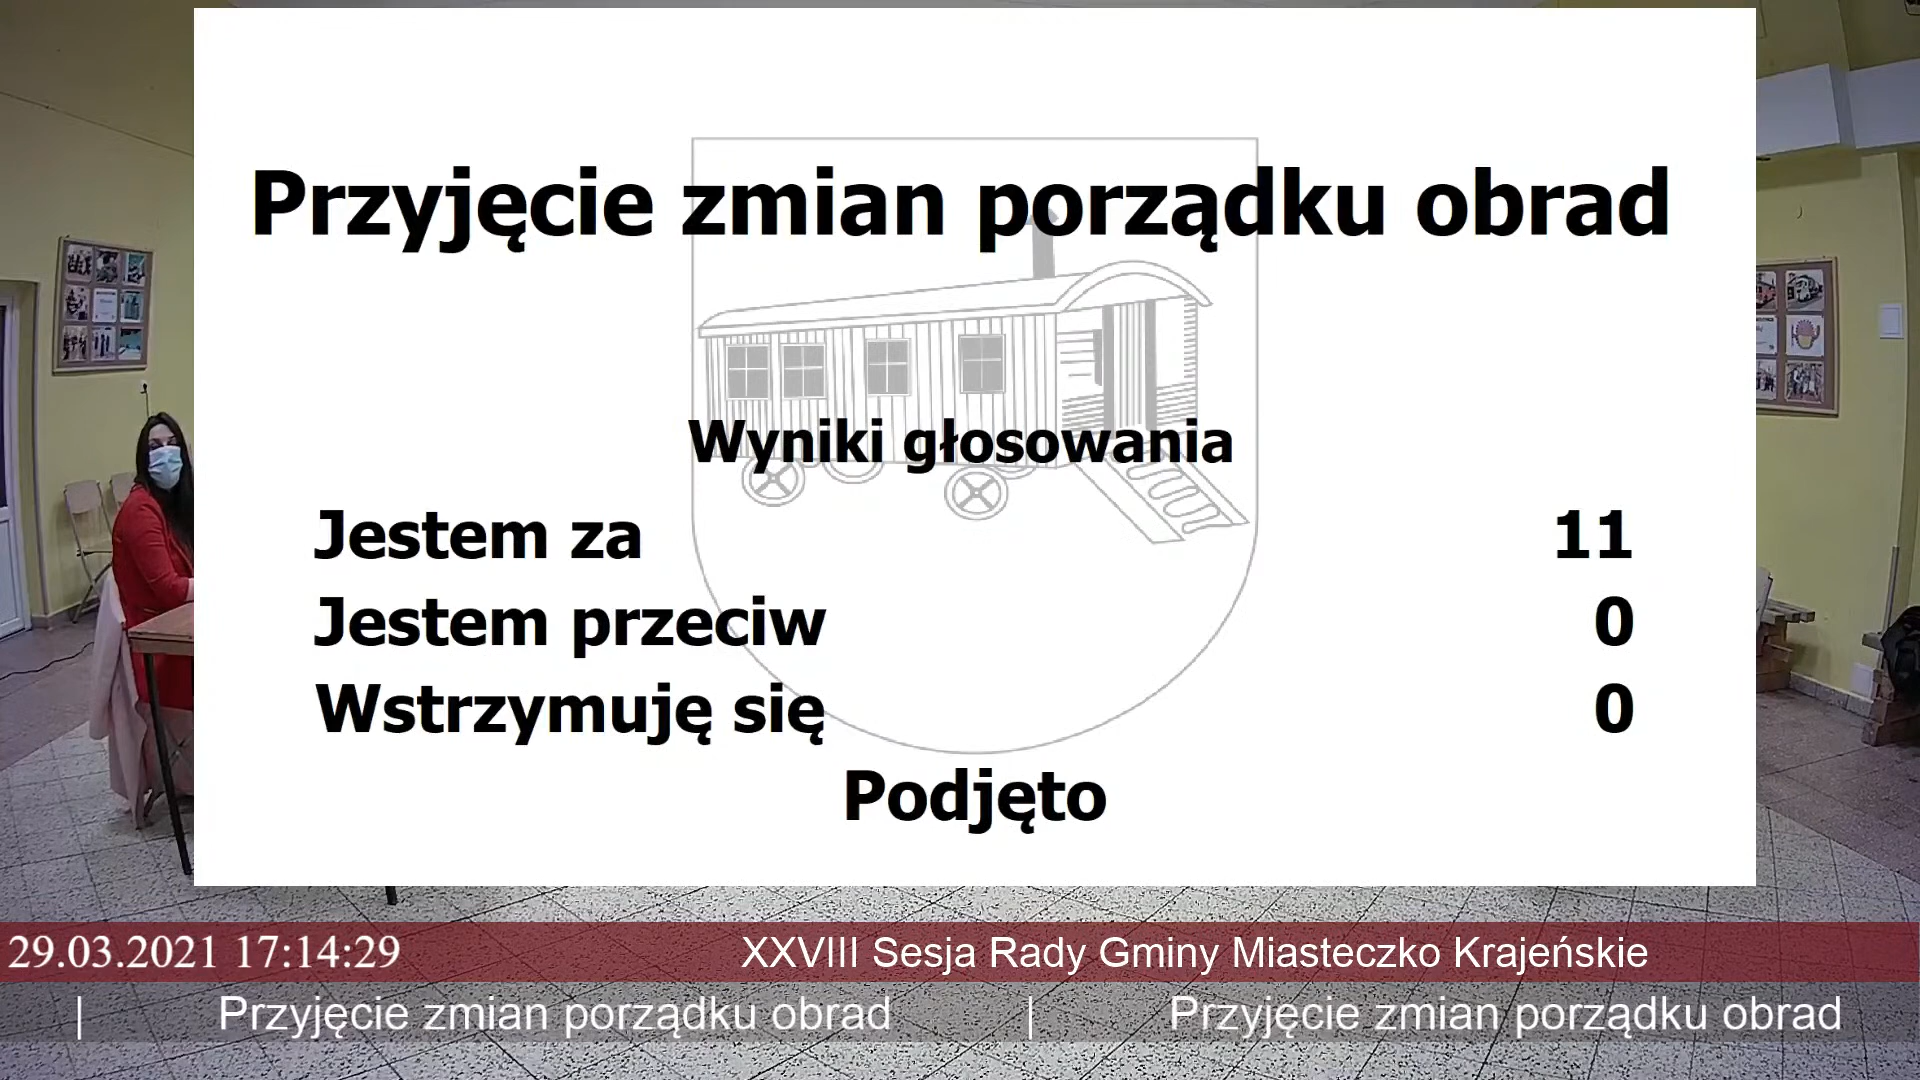 Przyjęcie zmian porządku obrad
Wyniki głosowania
Jestem za 11
Jestem przeciw 0
Wstrzymuję się 0
Podjęto
29.03.2021 17:14:29 XXVIII Sesja Rady Gminy Miasteczko Krajeńskie
| Przyjęcie zmian porządku obrad | Przyjęcie zmian porządku obrad